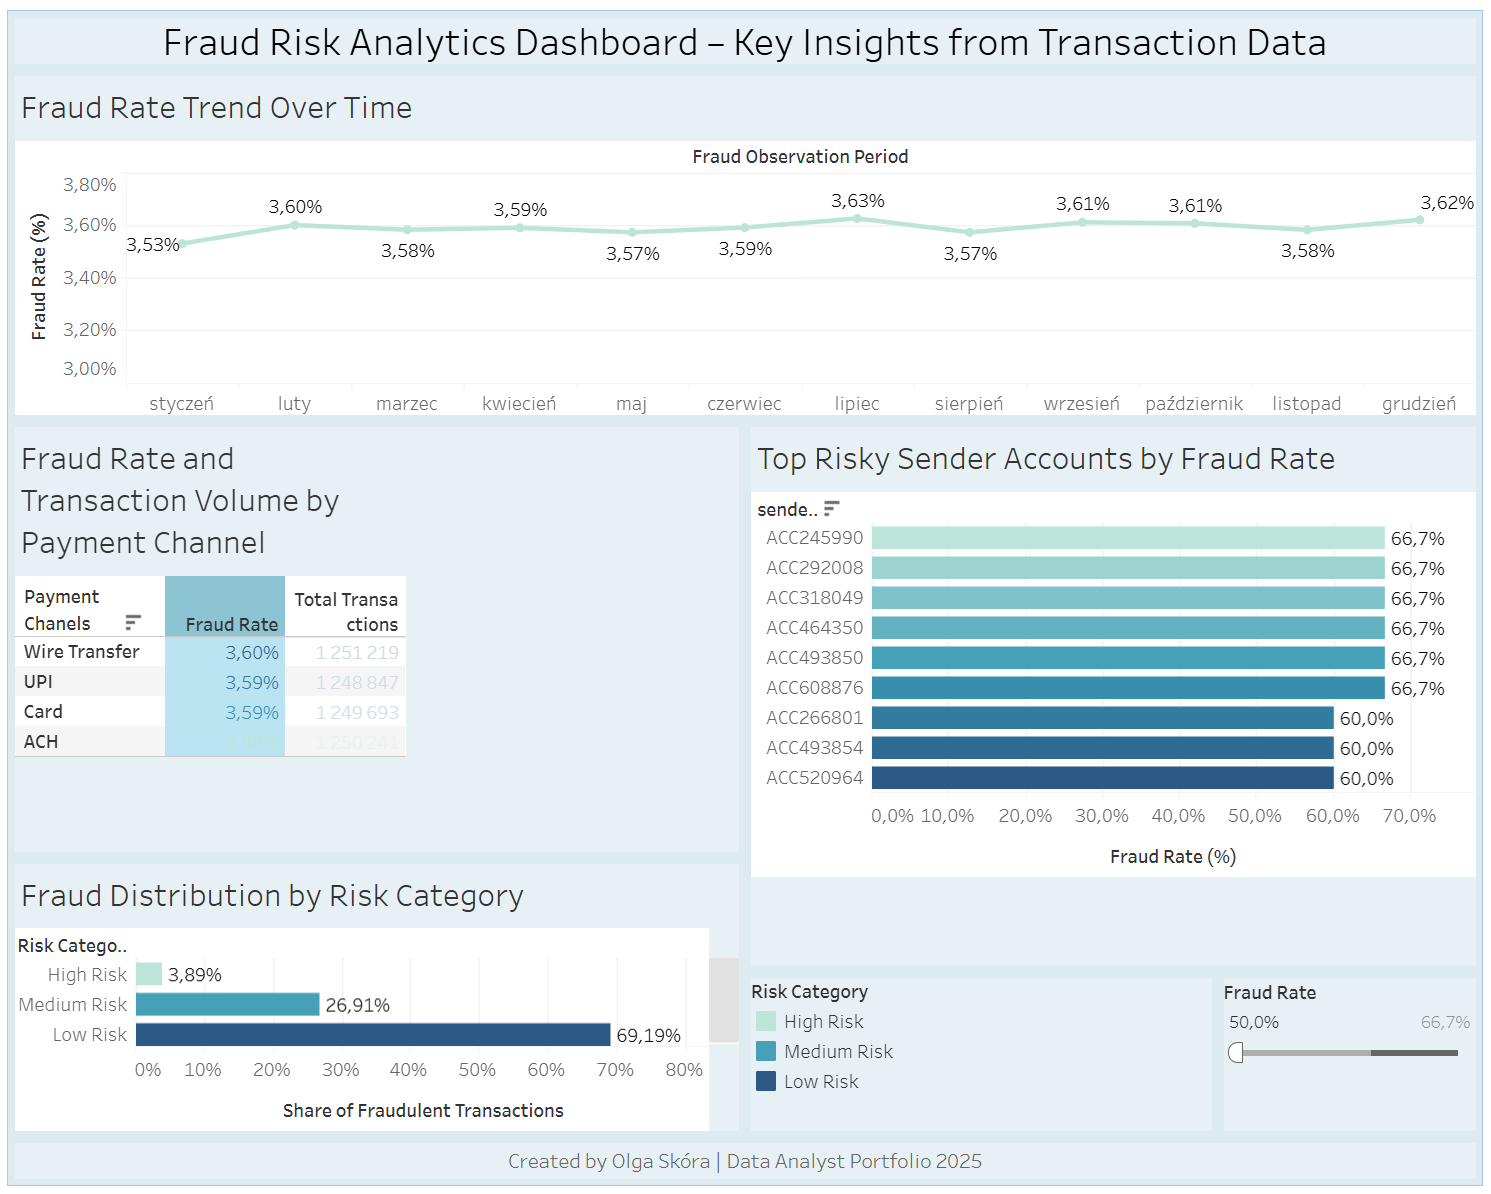 Fraud Risk Analytics Dashboard – Key Insights from Transaction Data
Fraud Rate Trend Over Time
Fraud Observation Period
Fraud Rate (%)
3,80%
3,60%
3,40%
3,20%
3,00%
3,53%
3,60%
3,58%
3,59%
3,57%
3,59%
3,63%
3,57%
3,61%
3,61%
3,58%
3,62%
styczeń luty marzec kwiecień maj czerwiec lipiec sierpień wrzesień październik listopad grudzień
Fraud Rate and
Transaction Volume by
Payment Channel
Payment
Chanels
Fraud Rate
Total Transa
ctions
Wire Transfer 3,60% 1 251 219
UPI 3,59% 1 248 847
Card 3,59% 1 249 693
ACH 1 250 241
Top Risky Sender Accounts by Fraud Rate
sende..
ACC245990 66,7%
ACC292008 66,7%
ACC318049 66,7%
ACC464350 66,7%
ACC493850 66,7%
ACC608876 66,7%
ACC266801 60,0%
ACC493854 60,0%
ACC520964 60,0%
0,0% 10,0% 20,0% 30,0% 40,0% 50,0% 60,0% 70,0%
Fraud Rate (%)
Fraud Distribution by Risk Category
Risk Catego..
High Risk 3,89%
Medium Risk 26,91%
Low Risk 69,19%
0% 10% 20% 30% 40% 50% 60% 70% 80%
Share of Fraudulent Transactions
Risk Category
High Risk
Medium Risk
Low Risk
Fraud Rate
50,0% 66,7%
Created by Olga Skóra | Data Analyst Portfolio 2025